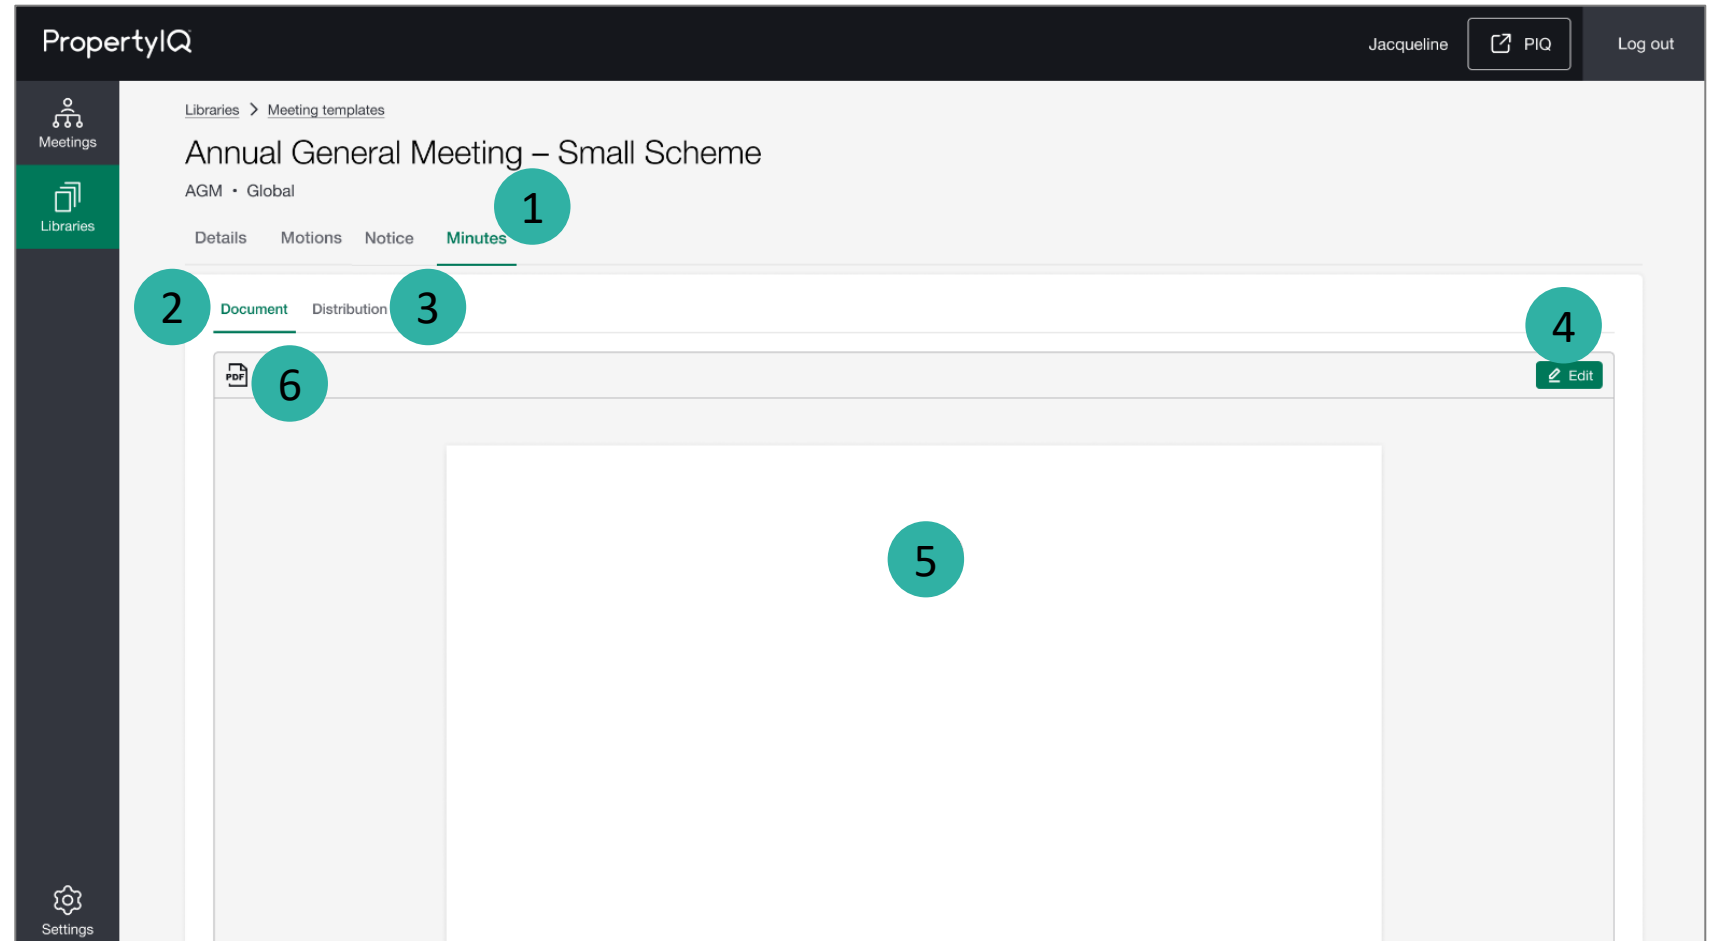 PropertyIQ
Jacqueline
PIQ
Log out
Meetings
Libraries
Settings
Libraries > Meeting templates
Annual General Meeting – Small Scheme
AGM • Global
1
Details Motions Notice Minutes
2 Document Distribution 3
4
PDF 6
Edit
5